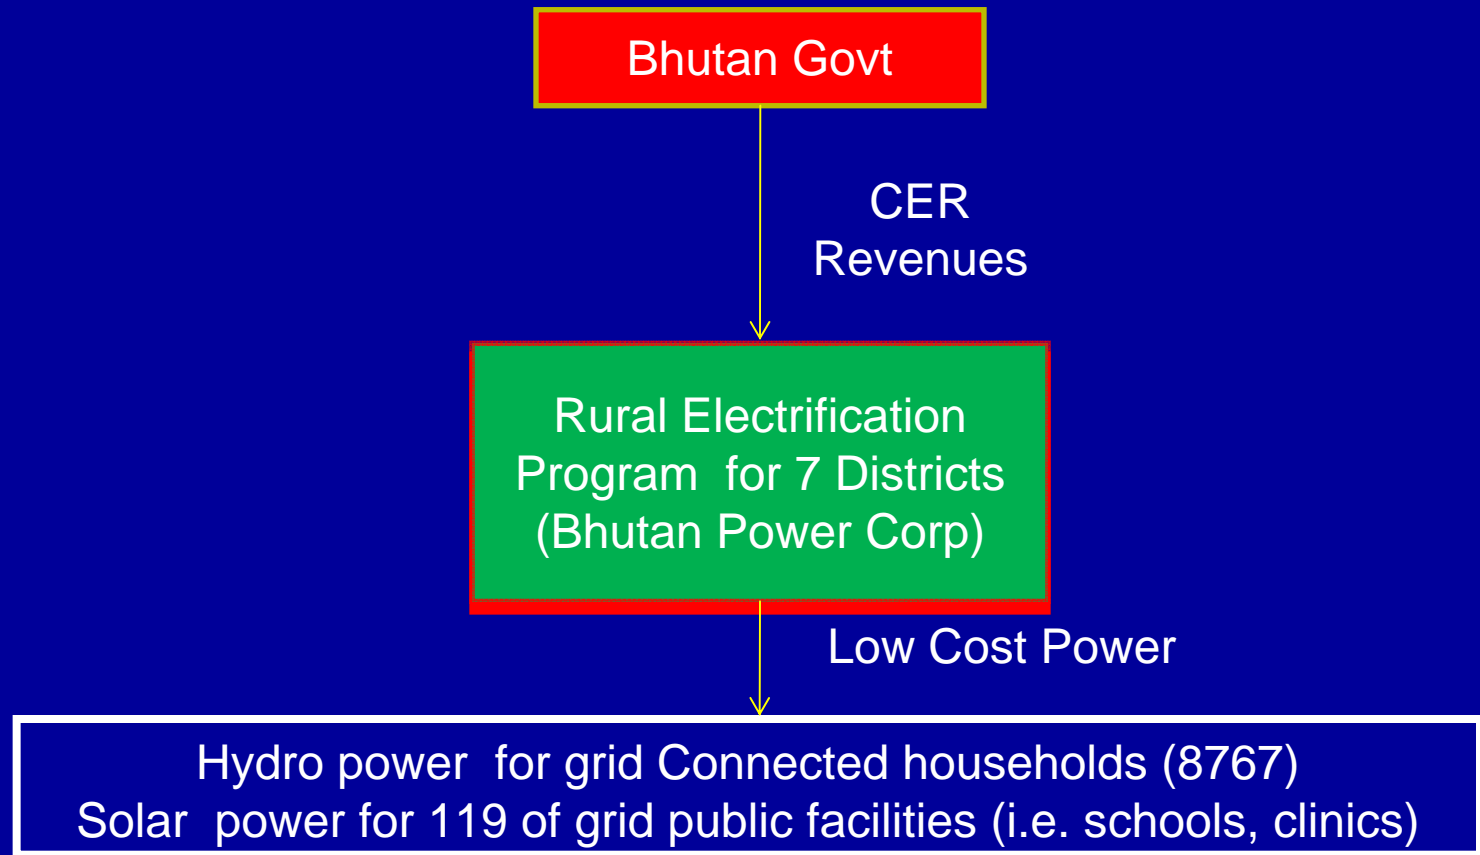 Bhutan Govt
CER
Revenues
Rural Electrification
Program for 7 Districts
(Bhutan Power Corp)
Low Cost Power
Hydro power for grid Connected households (8767)
Solar power for 119 of grid public facilities (i.e. schools, clinics)